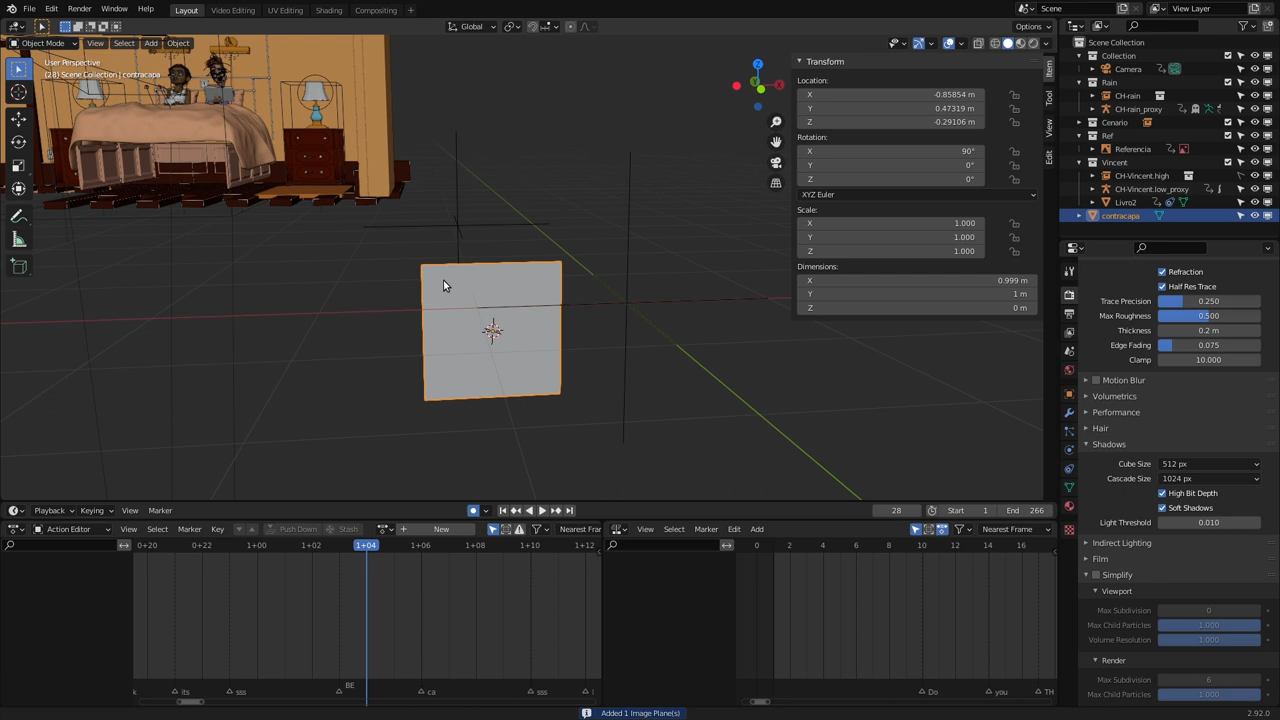 File Edit Render Window Help Layout Video Editing UV Editing Shading Compositing + Scene View Layer
Global Options
Object Mode View Select Add Object
User Perspective
(28) Scene Collection | contracapa
Z
Y
X
Transform
Location:
X -0.85854 m
Y 0.47319 m
Z -0.29106 m
Rotation:
X 90°
Y 0°
Z 0°
XYZ Euler
Scale:
X 1.000
Y 1.000
Z 1.000
Dimensions:
X 0.999 m
Y 1 m
Z 0 m
Item
Tool
View
Edit
Scene Collection
Collection
Camera
Rain
CH-rain
CH-rain_proxy
Cenario
Ref
Referencia
Vincent
CH-Vincent.high
CH-Vincent.low_proxy
Livro2
contracapa
Refraction
Half Res Trace
Trace Precision 0.250
Max Roughness 0.500
Thickness 0.2 m
Edge Fading 0.075
Clamp 10.000
Motion Blur
Volumetrics
Performance
Hair
Shadows
Cube Size 512 px
Cascade Size 1024 px
High Bit Depth
Soft Shadows
Light Threshold 0.010
Indirect Lighting
Film
Simplify
Viewport
Max Subdivision 0
Max Child Particles 1.000
Volume Resolution 1.000
Render
Max Subdivision 6
Max Child Particles 1.000
Playback Keying View Marker 28 Start 1 End 266
Action Editor View Select Marker Key Push Down Stash New Nearest Frar
View Select Marker Edit Add Nearest Frame
0+20 0+22 1+00 1+02 1+04 1+06 1+08 1+10 1+12
0 2 4 6 8 10 12 14 16
BE
its sss ca sss
Do you TH
Added 1 Image Plane(s)
2.92.0